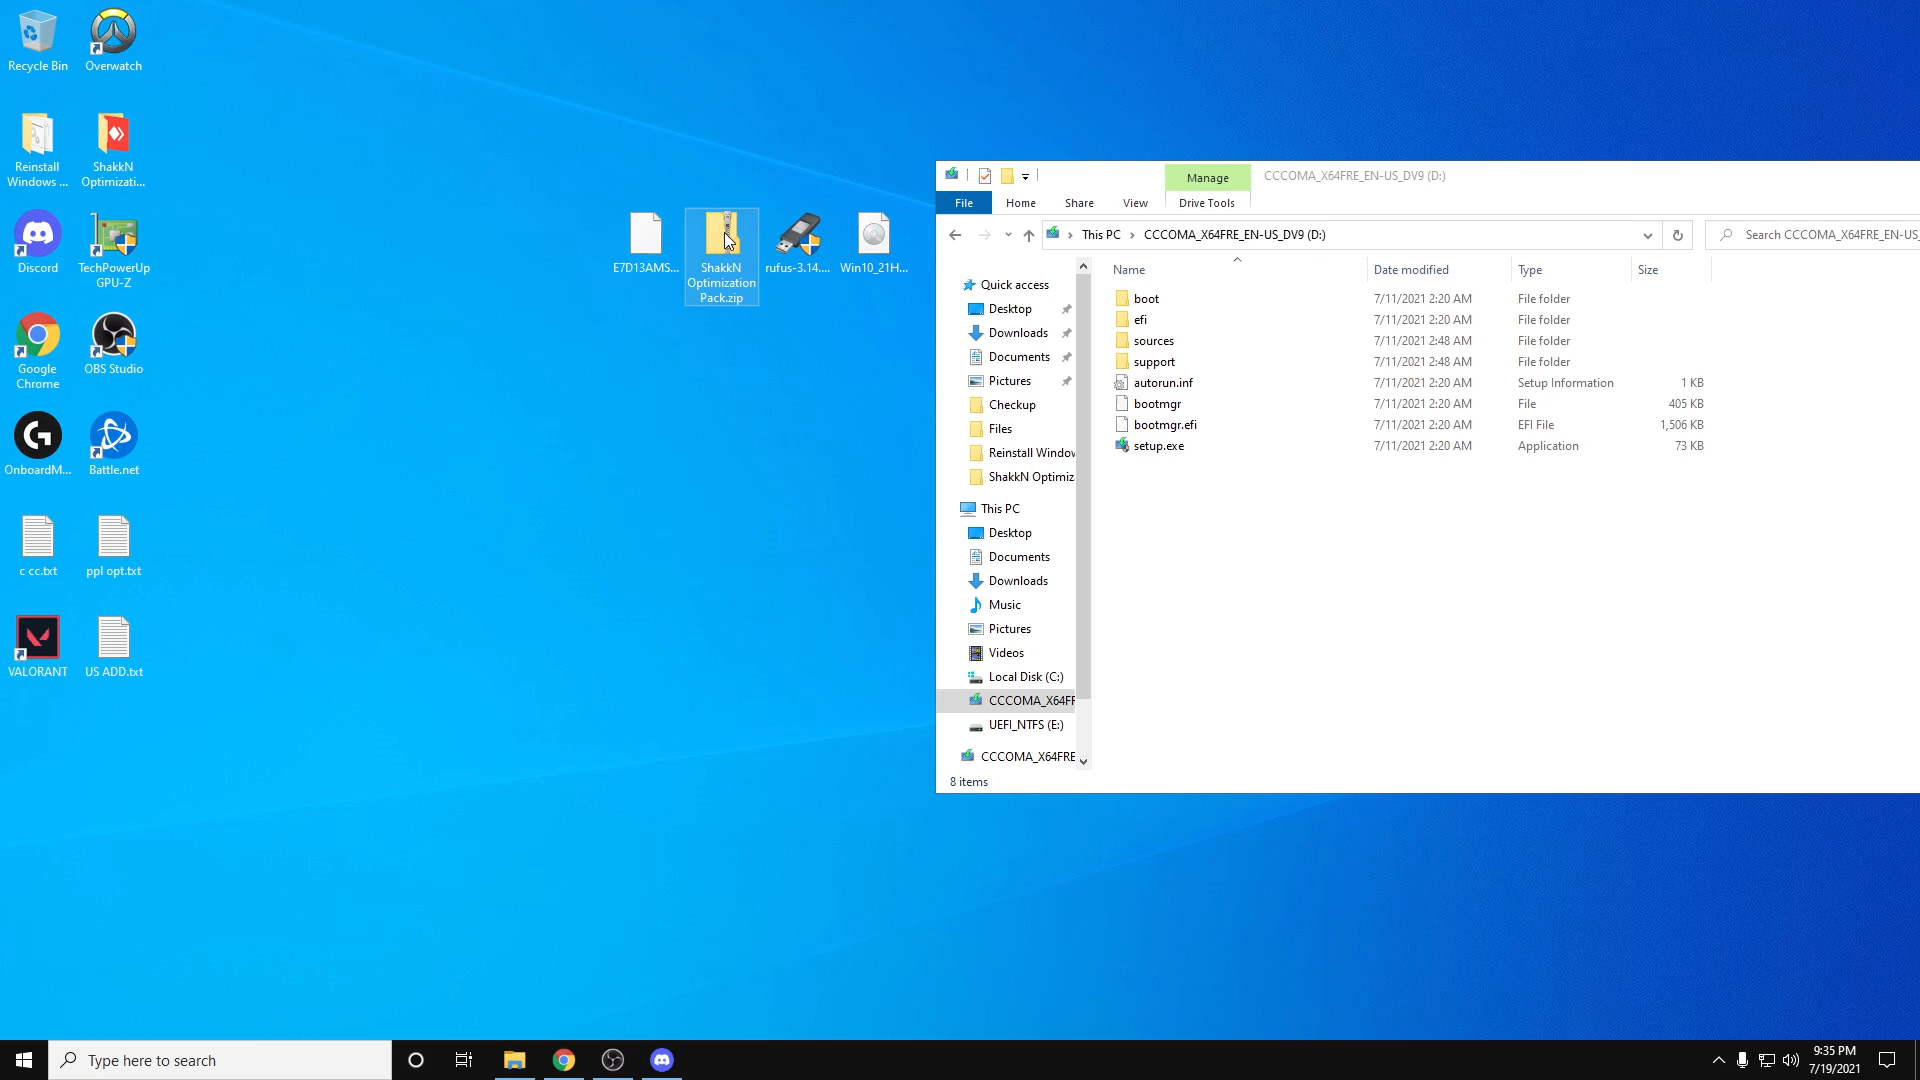 Recycle Bin
Overwatch
Reinstall
Windows ...
ShakkN
Optimizati...
Discord
TechPowerUp
GPU-Z
Google
Chrome
OBS Studio
OnboardM...
Battle.net
c cc.txt
ppl opt.txt
VALORANT
US ADD.txt
E7D13AMS...
ShakkN
Optimization
Pack.zip
rufus-3.14....
Win10_21H...
Manage
CCCOMA_X64FRE_EN-US_DV9 (D:)
File
Home
Share
View
Drive Tools
This PC
CCCOMA_X64FRE_EN-US_DV9 (D:)
Search CCCOMA_X64FRE_EN-US_
Name
Date modified
Type
Size
boot 7/11/2021 2:20 AM File folder
efi 7/11/2021 2:20 AM File folder
sources 7/11/2021 2:48 AM File folder
support 7/11/2021 2:48 AM File folder
autorun.inf 7/11/2021 2:20 AM Setup Information 1 KB
bootmgr 7/11/2021 2:20 AM File 405 KB
bootmgr.efi 7/11/2021 2:20 AM EFI File 1,506 KB
setup.exe 7/11/2021 2:20 AM Application 73 KB
Quick access
Desktop
Downloads
Documents
Pictures
Checkup
Files
Reinstall Window
ShakkN Optimiz
This PC
Desktop
Documents
Downloads
Music
Pictures
Videos
Local Disk (C:)
CCCOMA_X64FR
UEFI_NTFS (E:)
CCCOMA_X64FRE
8 items
Type here to search
9:35 PM
7/19/2021